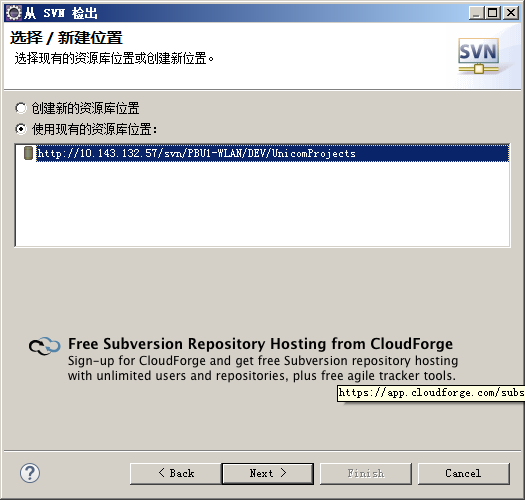 从 SVN 检出
选择 / 新建位置
选择现有的资源库位置或创建新位置。
SVN
创建新的资源库位置
使用现有的资源库位置:
http://10.143.132.57/svn/PBU1-WLAN/DEV/UnicomProjects
Free Subversion Repository Hosting from CloudForge
Sign-up for CloudForge and get free Subversion repository hosting
with unlimited users and repositories, plus free agile tracker tools.
https://app.cloudforge.com/subs
?
< Back
Next >
Finish
Cancel